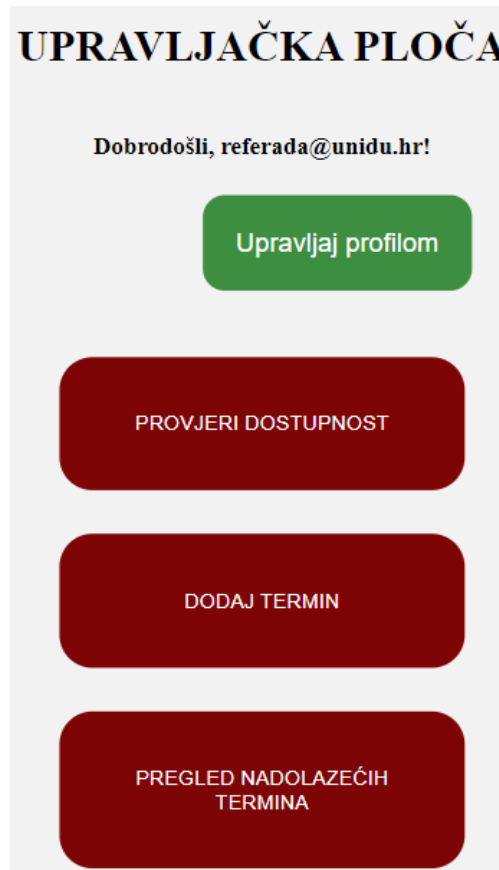 UPRAVLJAČKA PLOČA
Dobrodošli, referada@unidu.hr!
Upravljaj profilom
PROVJERI DOSTUPNOST
DODAJ TERMIN
PREGLED NADOLAZEĆIH
TERMINA